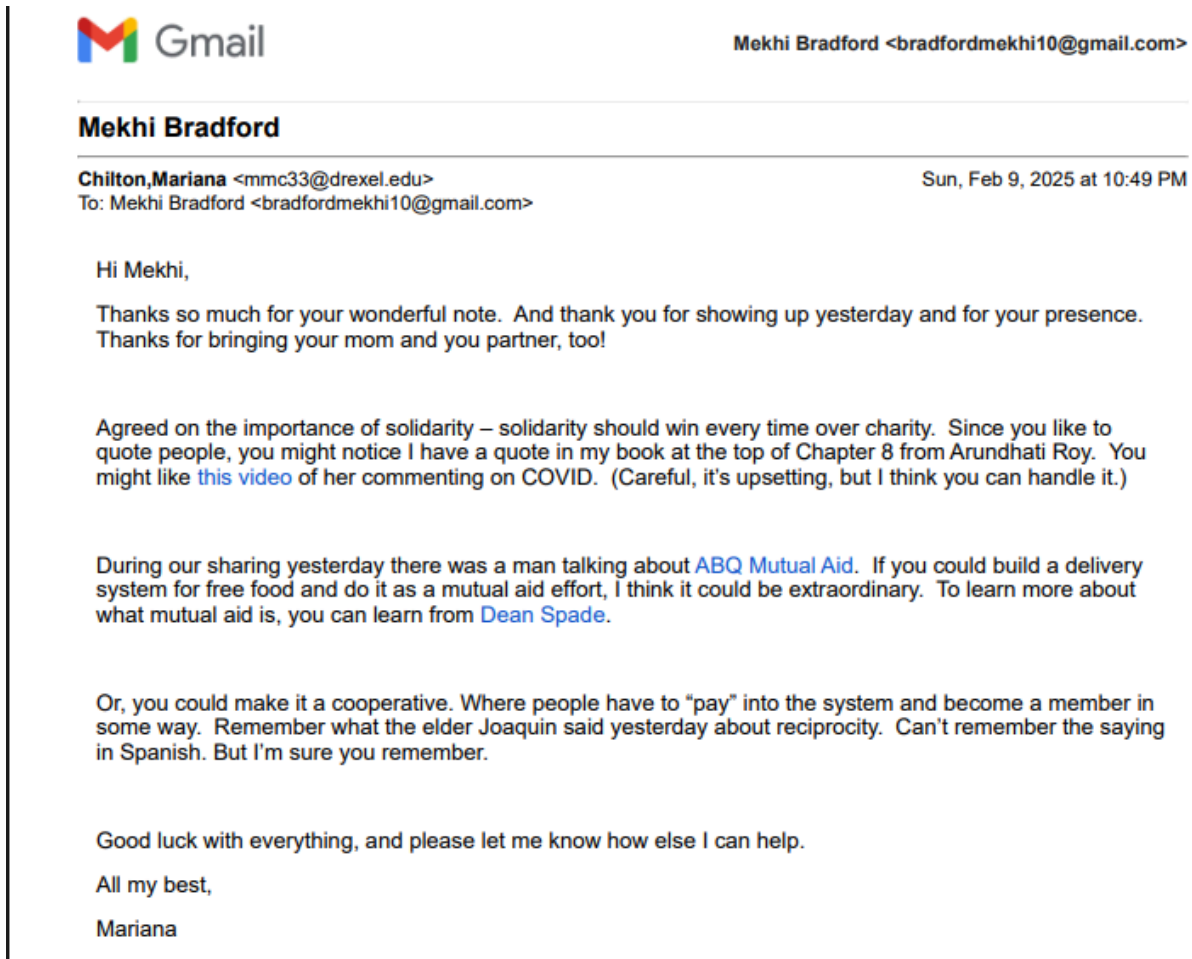 Gmail
Mekhi Bradford <bradfordmekhi10@gmail.com>
Mekhi Bradford
Chilton,Mariana <mmc33@drexel.edu>
Sun, Feb 9, 2025 at 10:49 PM
To: Mekhi Bradford <bradfordmekhi10@gmail.com>
Hi Mekhi,
Thanks so much for your wonderful note.  And thank you for showing up yesterday and for your presence.
Thanks for bringing your mom and you partner, too!
Agreed on the importance of solidarity – solidarity should win every time over charity.  Since you like to
quote people, you might notice I have a quote in my book at the top of Chapter 8 from Arundhati Roy.  You
might like this video of her commenting on COVID.  (Careful, it’s upsetting, but I think you can handle it.)
During our sharing yesterday there was a man talking about ABQ Mutual Aid.  If you could build a delivery
system for free food and do it as a mutual aid effort, I think it could be extraordinary.  To learn more about
what mutual aid is, you can learn from Dean Spade.
Or, you could make it a cooperative. Where people have to “pay” into the system and become a member in
some way.  Remember what the elder Joaquin said yesterday about reciprocity.  Can’t remember the saying
in Spanish. But I’m sure you remember.
Good luck with everything, and please let me know how else I can help.
All my best,
Mariana